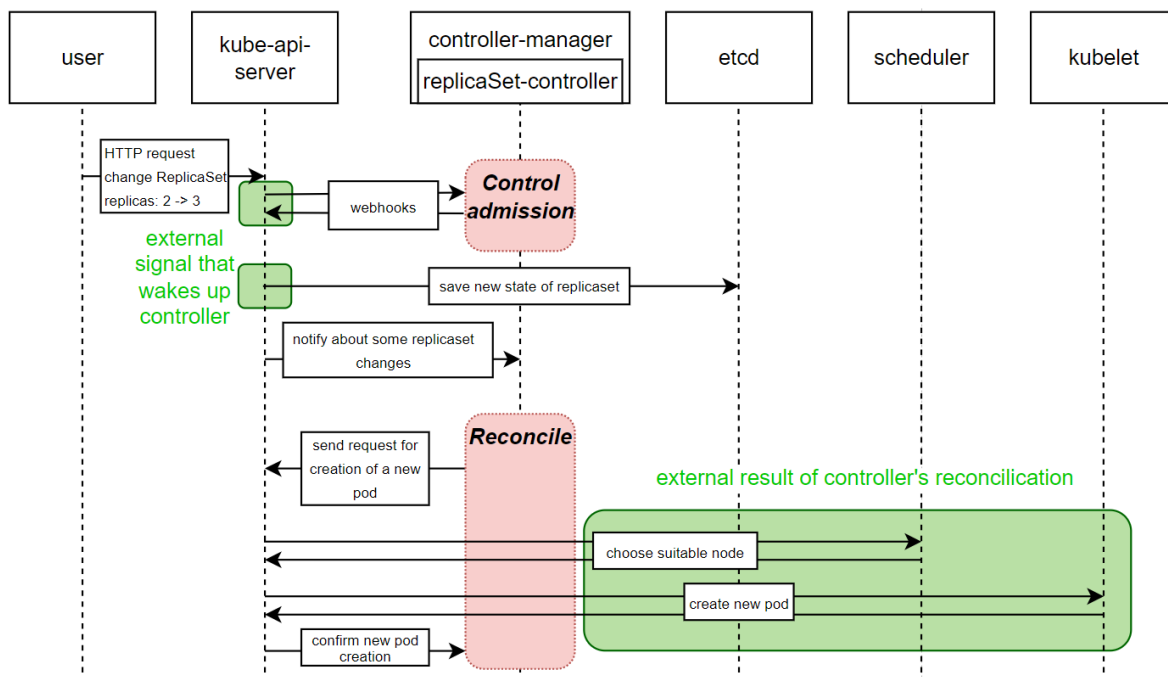 user
kube-api-
server
controller-manager
replicaSet-controller
etcd
scheduler
kubelet
HTTP request
change ReplicaSet
replicas: 2 -> 3
webhooks
Control
admission
external
signal that
wakes up
controller
save new state of replicaset
notify about some replicaset
changes
Reconcile
send request for
creation of a new
pod
external result of controller's reconcilication
choose suitable node
create new pod
confirm new pod
creation